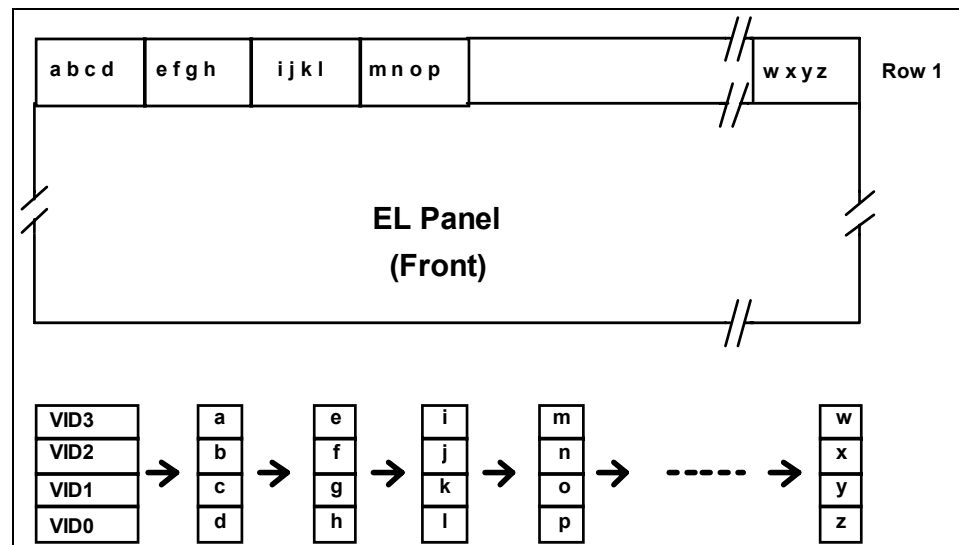 a b c d e f g h i j k l m n o p w x y z Row 1
EL Panel
(Front)
VID3 a e i m w
VID2 b f j n x
VID1 c g k o y
VID0 d h l p z